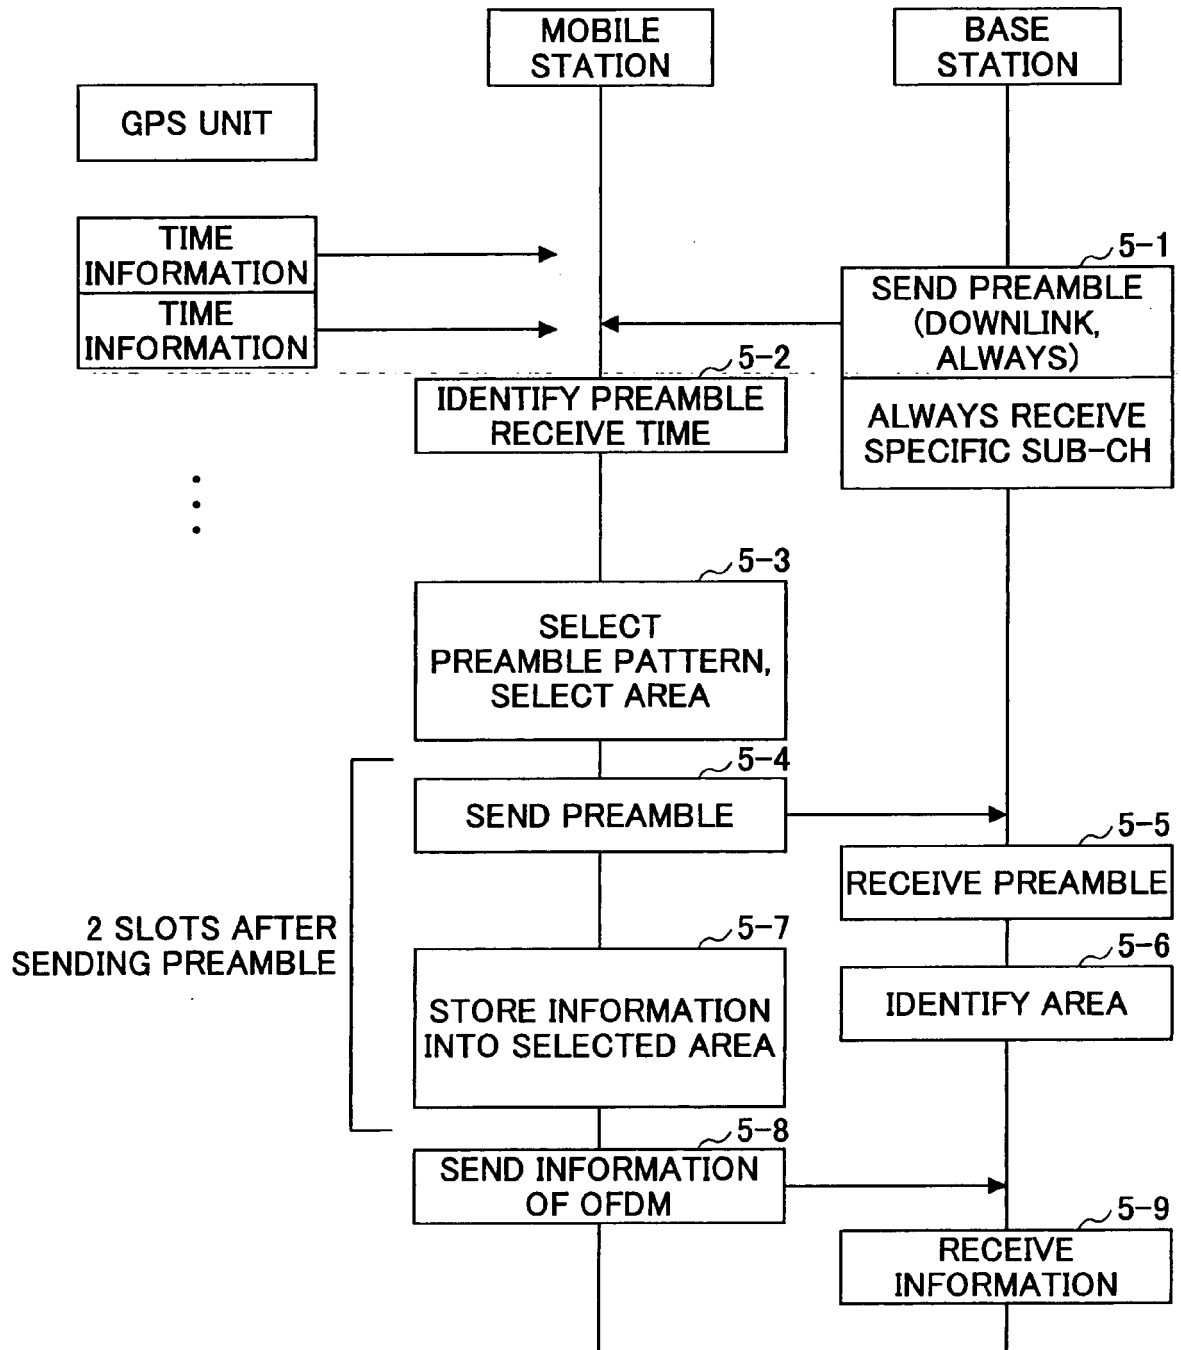 MOBILE
STATION
BASE
STATION
GPS UNIT
TIME
INFORMATION
TIME
INFORMATION
5-1
SEND PREAMBLE
(DOWNLINK,
ALWAYS)
5-2
IDENTIFY PREAMBLE
RECEIVE TIME
ALWAYS RECEIVE
SPECIFIC SUB-CH
5-3
SELECT
PREAMBLE PATTERN,
SELECT AREA
5-4
SEND PREAMBLE
5-5
RECEIVE PREAMBLE
2 SLOTS AFTER
SENDING PREAMBLE
5-7
STORE INFORMATION
INTO SELECTED AREA
5-6
IDENTIFY AREA
5-8
SEND INFORMATION
OF OFDM
5-9
RECEIVE
INFORMATION